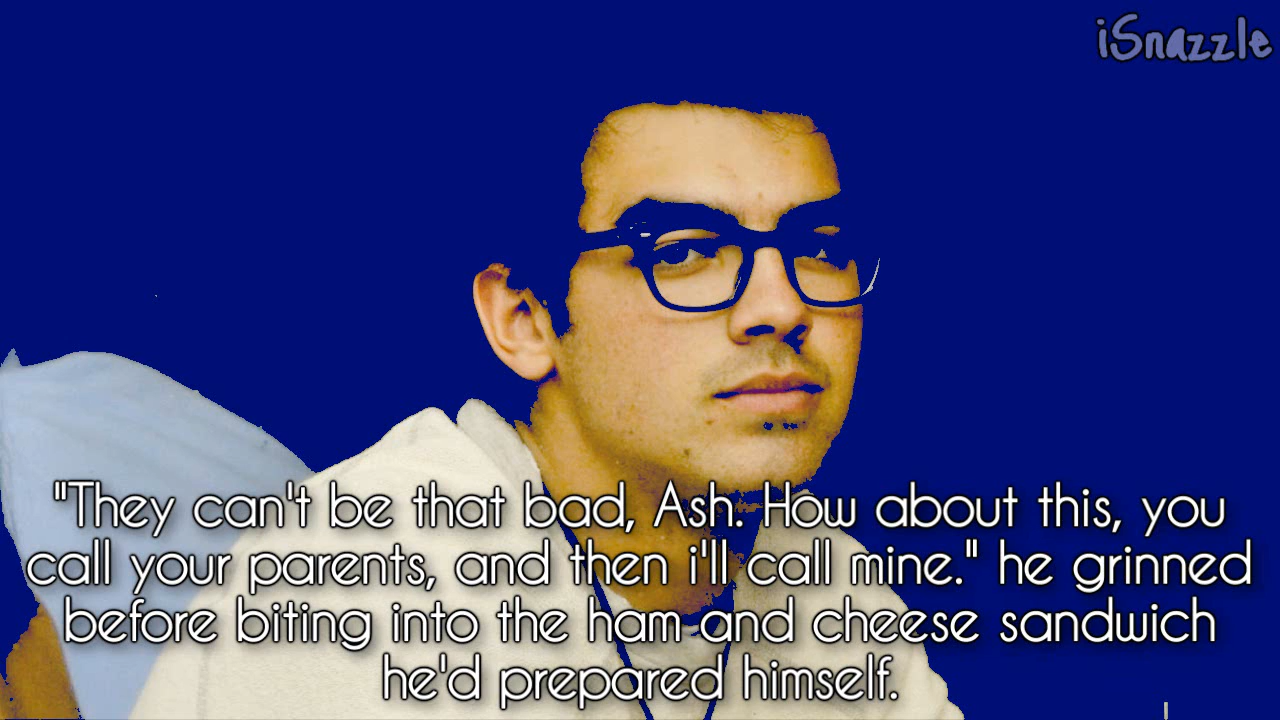 iSnazzle
"They can't be that bad, Ash. How about this, you
call your parents, and then i'll call mine." he grinned
before biting into the ham and cheese sandwich
he'd prepared himself.